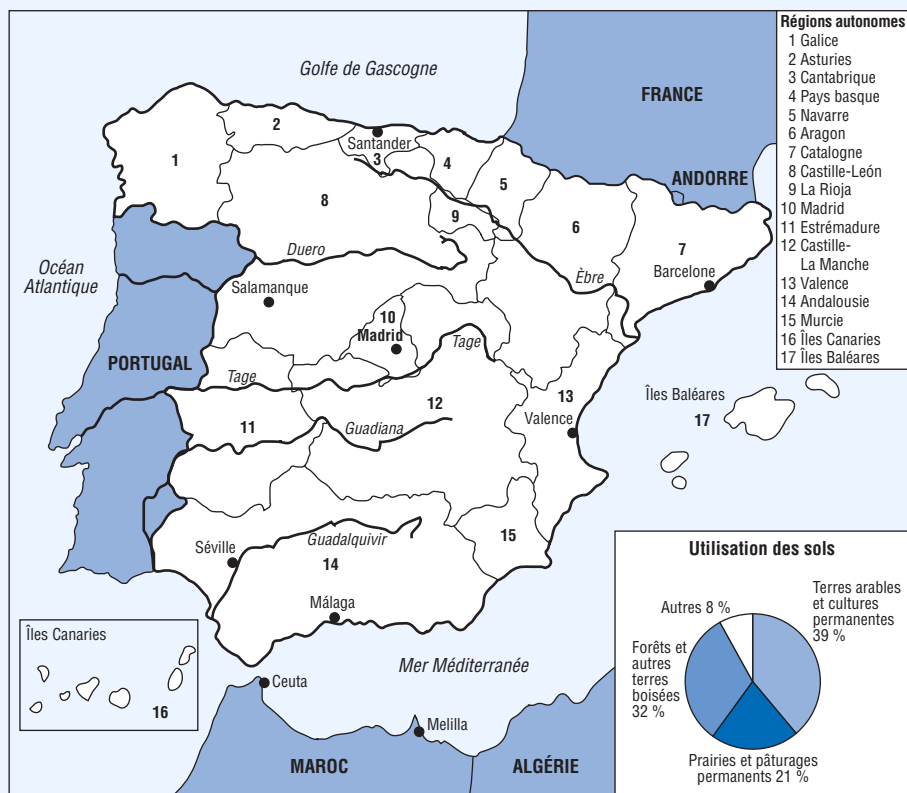 Régions autonomes
1 Galice
2 Asturies
3 Cantabrique
4 Pays basque
5 Navarre
6 Aragon
7 Catalogne
8 Castille-León
9 La Rioja
10 Madrid
11 Estrémadure
12 Castille-
La Manche
13 Valence
14 Andalousie
15 Murcie
16 Îles Canaries
17 Îles Baléares
Golfe de Gascogne
FRANCE
ANDORRE
Océan
Atlantique
PORTUGAL
1
2
Santander
3
4
5
6
7
Barcelone
8
9
Duero
Èbre
Salamanque
10
Madrid
Tage
Tage
11
12
Guadiana
13
Valence
Îles Baléares
17
Séville
Guadalquivir
14
15
Málaga
Mer Méditerranée
Ceuta
Melilla
MAROC
ALGÉRIE
Îles Canaries
16
Utilisation des sols
Autres 8 %
Terres arables
et cultures
permanentes
39 %
Forêts et
autres
terres
boisées
32 %
Prairies et pâturages
permanents 21 %